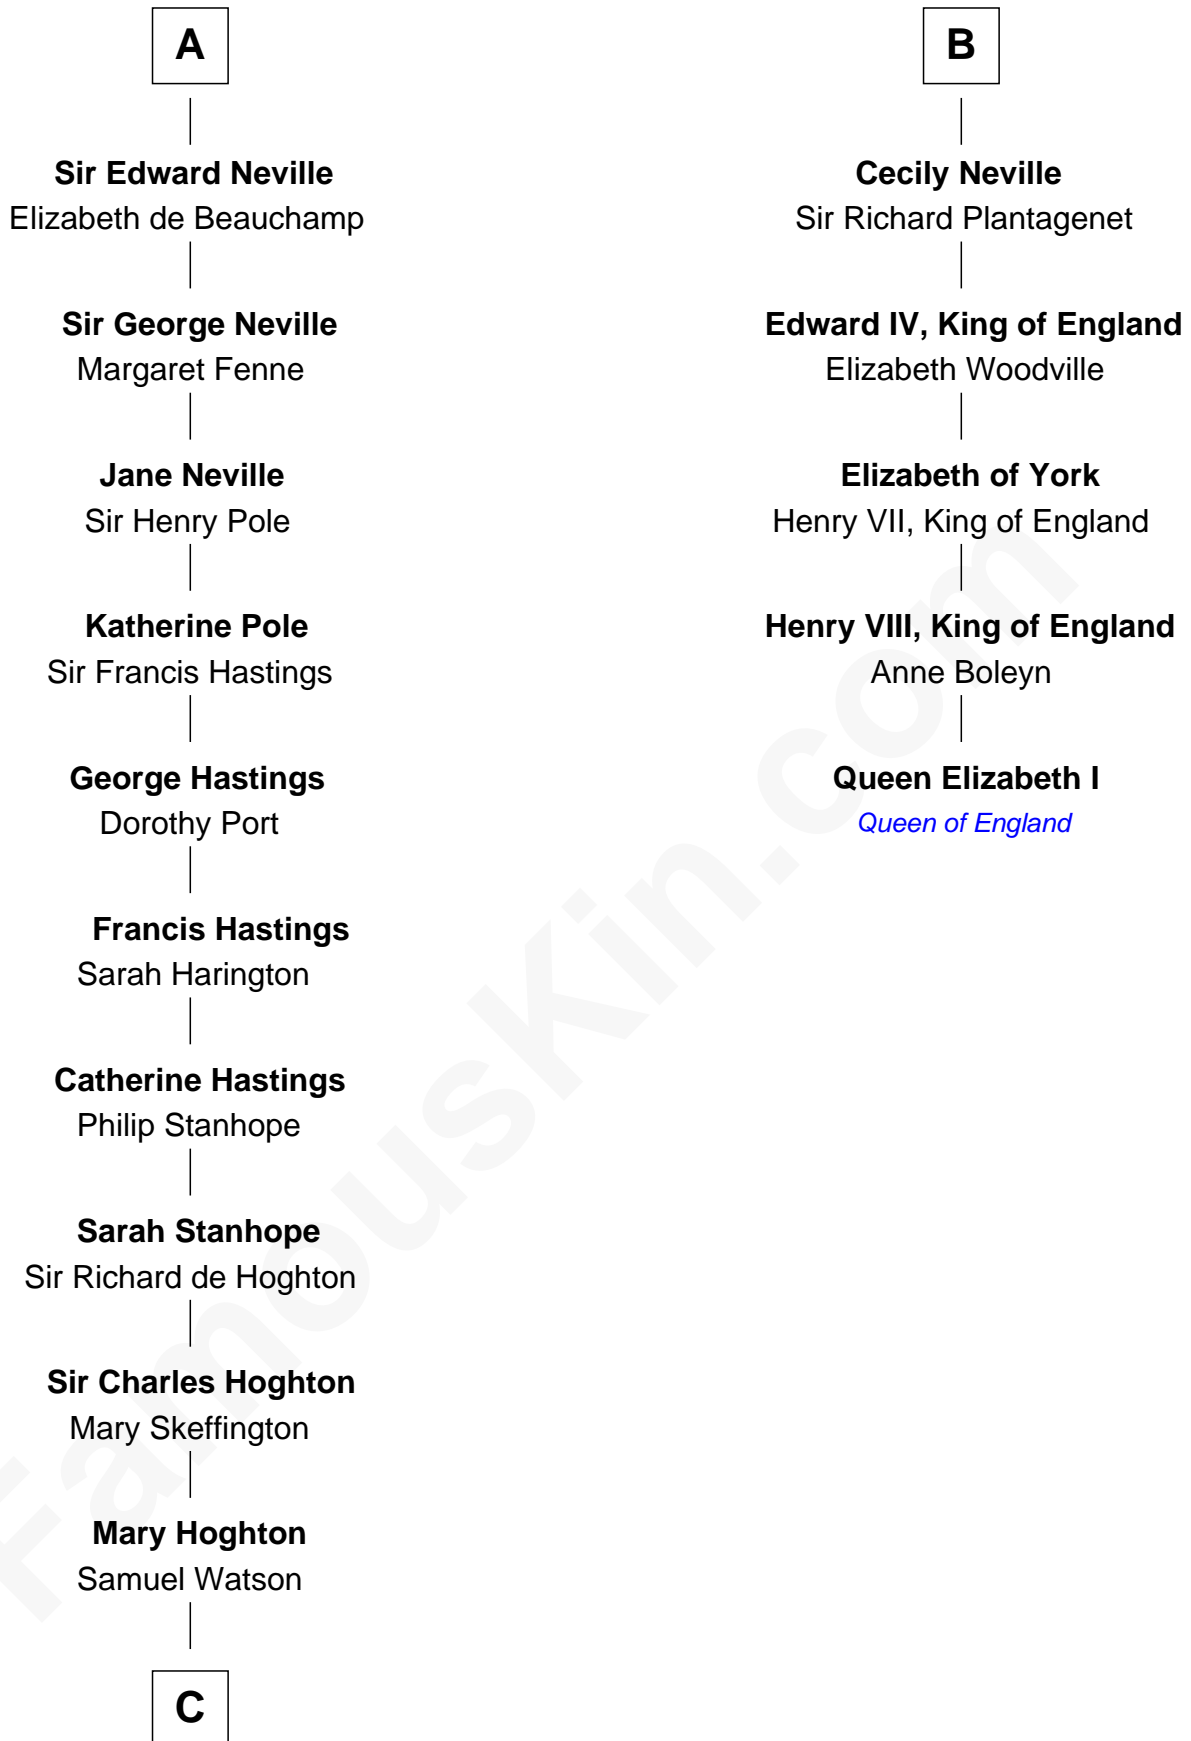 A
Sir Edward Neville
Elizabeth de Beauchamp
Sir George Neville
Margaret Fenne
Jane Neville
Sir Henry Pole
Katherine Pole
Sir Francis Hastings
George Hastings
Dorothy Port
Francis Hastings
Sarah Harington
Catherine Hastings
Philip Stanhope
Sarah Stanhope
Sir Richard de Hoghton
Sir Charles Hoghton
Mary Skeffington
Mary Hoghton
Samuel Watson
C
B
Cecily Neville
Sir Richard Plantagenet
Edward IV, King of England
Elizabeth Woodville
Elizabeth of York
Henry VII, King of England
Henry VIII, King of England
Anne Boleyn
Queen Elizabeth I
Queen of England
FamousKin.com